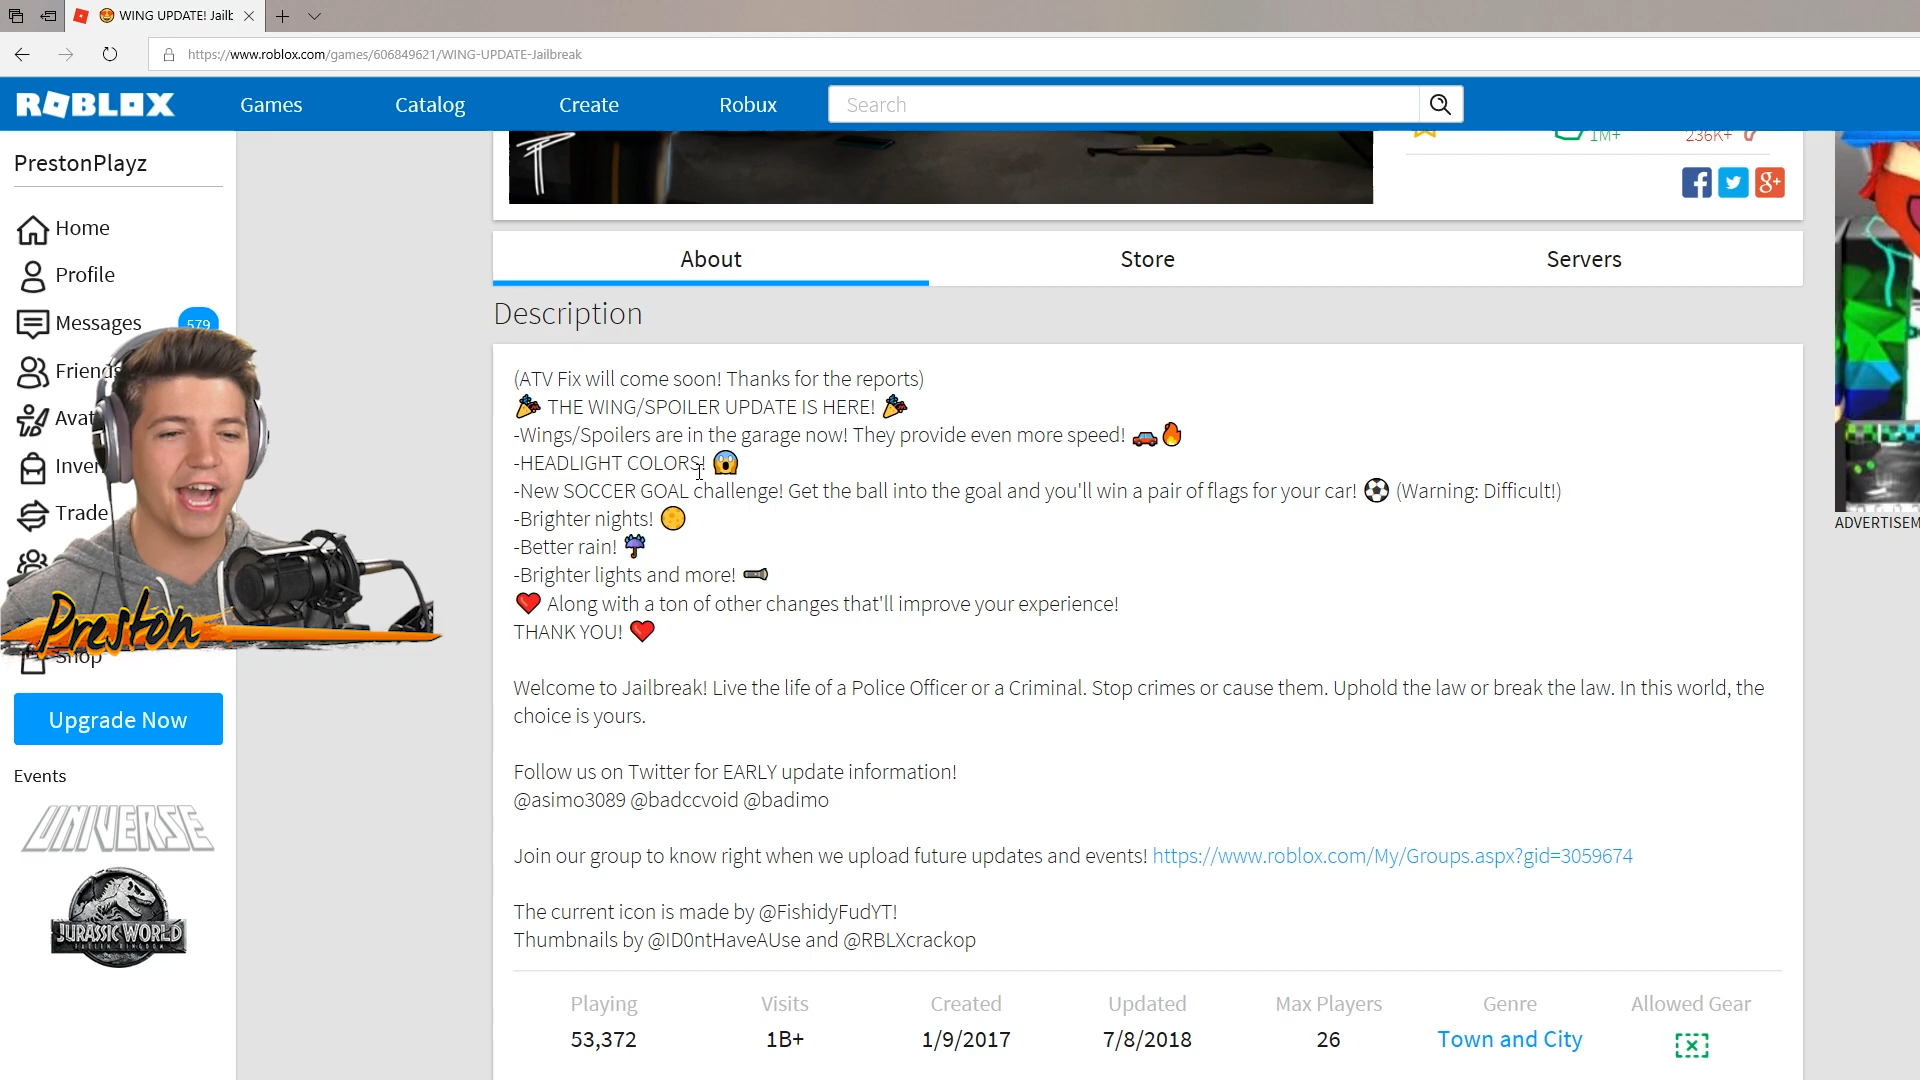 WING UPDATE! Jailb
https://www.roblox.com/games/606849621/WING-UPDATE-Jailbreak
ROBLOX
Games
Catalog
Create
Robux
Search
PrestonPlayz
1M+
236K+
Home
Profile
Messages
579
Friends
Avat
Inven
Trade
Preston
Shop
Upgrade Now
Events
UNIVERSE
JURASSIC WORLD
FALLEN KINGDOM
About
Store
Servers
Description
(ATV Fix will come soon! Thanks for the reports)
🎉 THE WING/SPOILER UPDATE IS HERE! 🎉
-Wings/Spoilers are in the garage now! They provide even more speed! 🚗🔥
-HEADLIGHT COLORS! 😱
-New SOCCER GOAL challenge! Get the ball into the goal and you'll win a pair of flags for your car! ⚽ (Warning: Difficult!)
-Brighter nights! 🌕
-Better rain! ☔
-Brighter lights and more! 🔦
❤ Along with a ton of other changes that'll improve your experience!
THANK YOU! ❤
Welcome to Jailbreak! Live the life of a Police Officer or a Criminal. Stop crimes or cause them. Uphold the law or break the law. In this world, the
choice is yours.
Follow us on Twitter for EARLY update information!
@asimo3089 @badccvoid @badimo
Join our group to know right when we upload future updates and events! https://www.roblox.com/My/Groups.aspx?gid=3059674
The current icon is made by @FishidyFudYT!
Thumbnails by @ID0ntHaveAUse and @RBLXcrackop
Playing
Visits
Created
Updated
Max Players
Genre
Allowed Gear
53,372
1B+
1/9/2017
7/8/2018
26
Town and City
ADVERTISEM